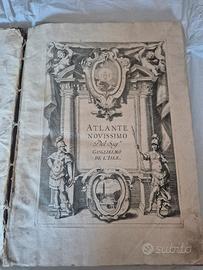 ATLANTE
NOVISSIMO
Del Sig.r
GUGLIELMO
DE L'ISLE.
subito